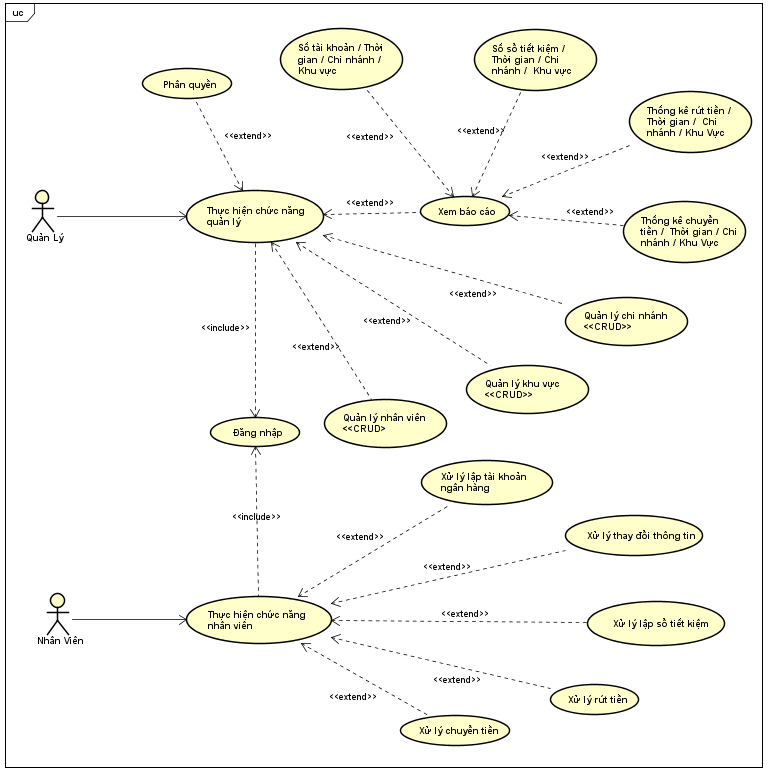 uc
Số tài khoản / Thời
gian / Chi nhánh /
Khu vực
Sổ số tiết kiệm /
Thời gian / Chi
nhánh / Khu vực
Phân quyền
Thống kê rút tiền /
Thời gian / Chi
nhánh / Khu Vực
<<extend>>
<<extend>>
<<extend>>
<<extend>>
Quản Lý
Thực hiện chức năng
quản lý
<<extend>>
Xem báo cáo
<<extend>>
Thống kê chuyển
tiền / Thời gian / Chi
nhánh / Khu Vực
<<extend>>
<<include>>
<<extend>>
<<extend>>
Quản lý chi nhánh
<<CRUD>>
Quản lý khu vực
<<CRUD>>
Quản lý nhân viên
<<CRUD>
Đăng nhập
Xử lý lập tài khoản
ngân hàng
<<include>>
<<extend>>
Xử lý thay đổi thông tin
<<extend>>
Nhân Viên
Thực hiện chức năng
nhân viên
<<extend>>
Xử lý lập sổ tiết kiệm
<<extend>>
<<extend>>
Xử lý rút tiền
Xử lý chuyển tiền